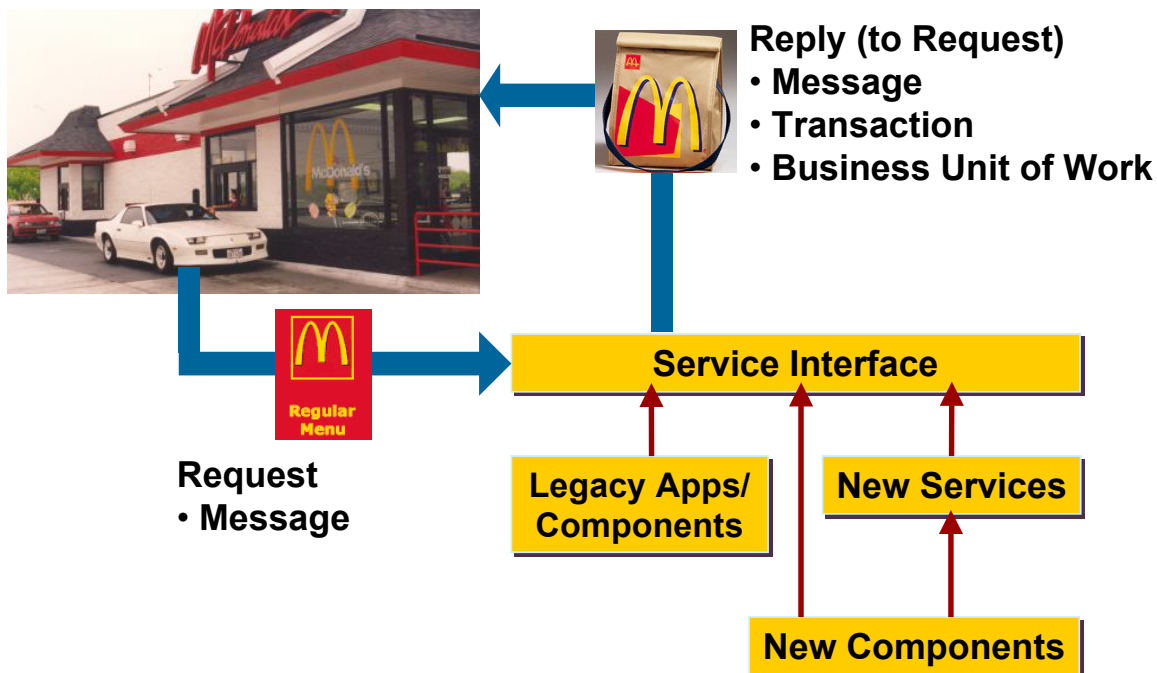 McDonald's
McDonald's
Reply (to Request)
• Message
• Transaction
• Business Unit of Work
Regular
Menu
Service Interface
Request
• Message
Legacy Apps/
Components
New Services
New Components